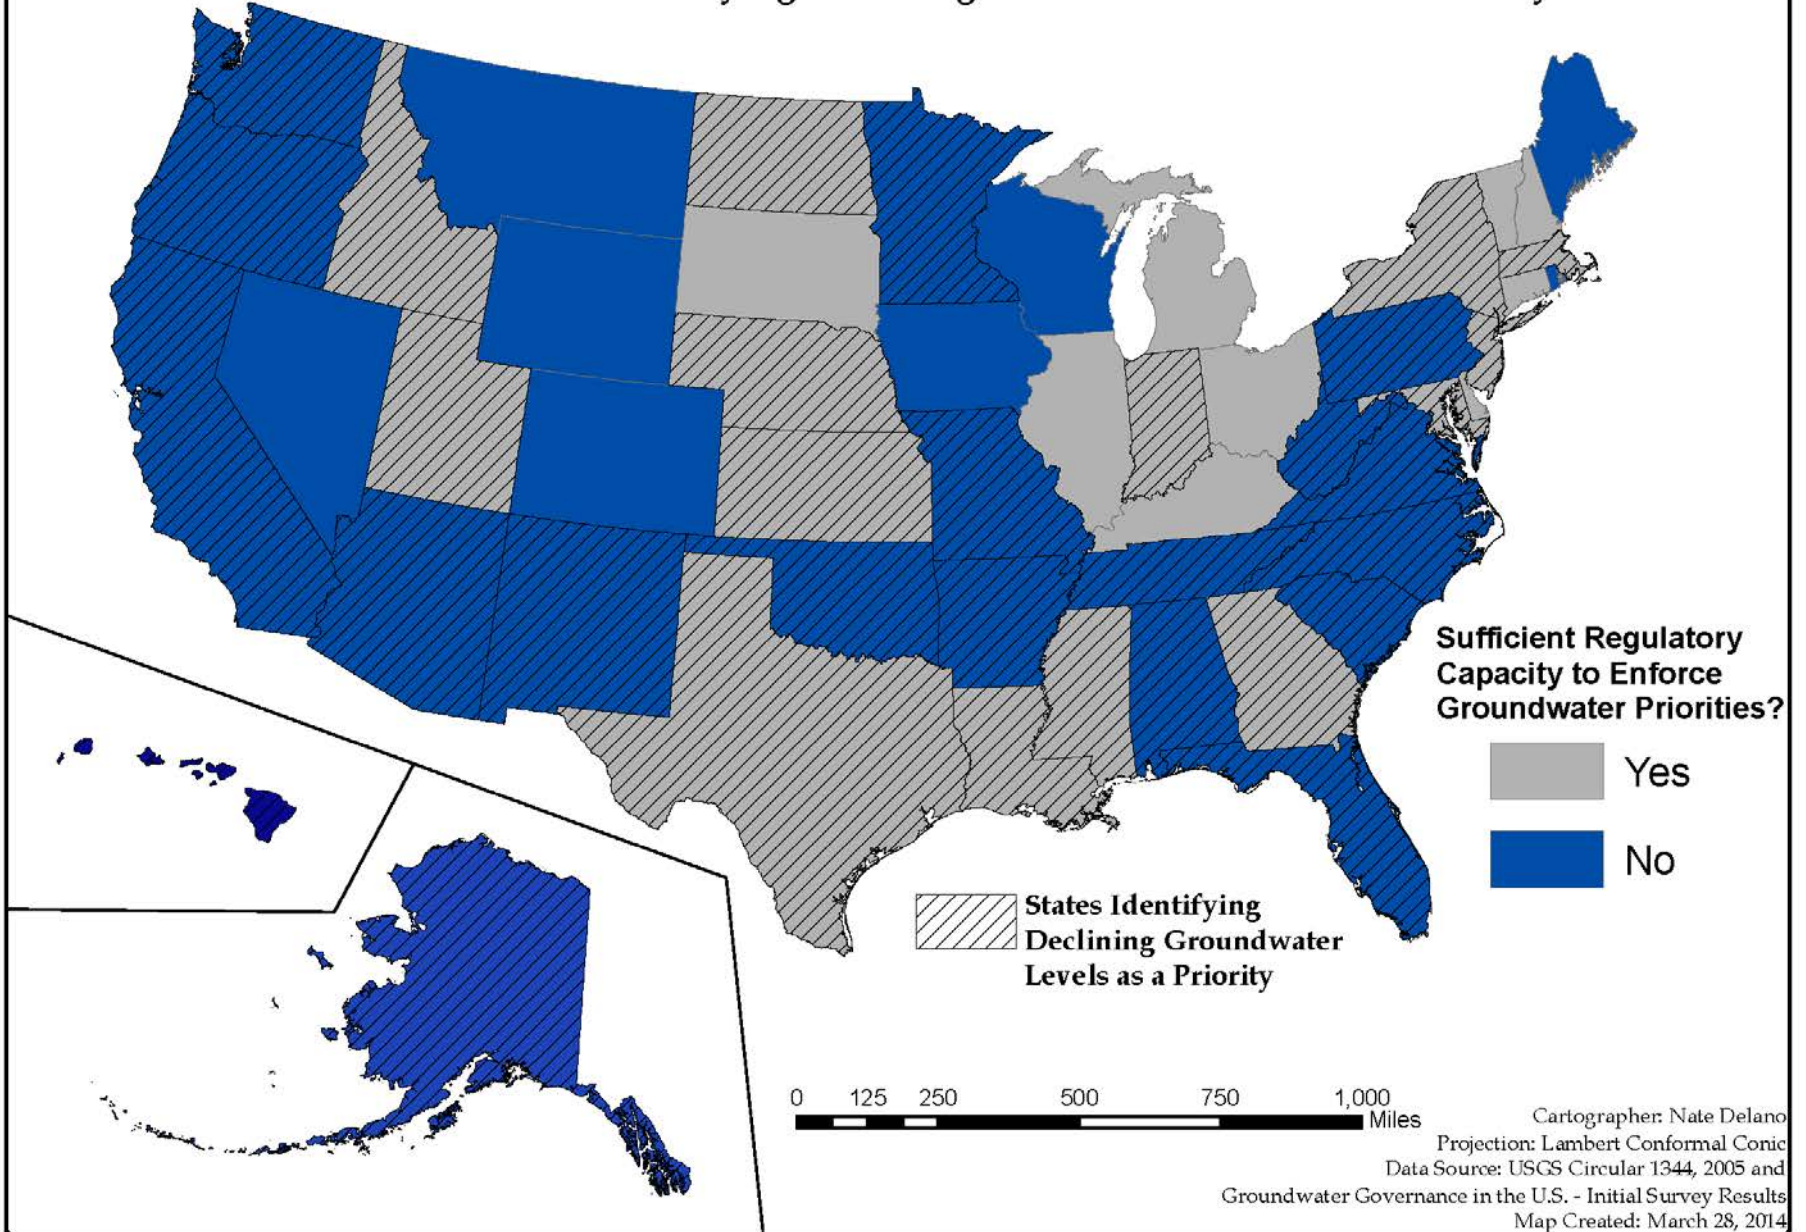 Sufficient Regulatory
Capacity to Enforce
Groundwater Priorities?
Yes
No
States Identifying
Declining Groundwater
Levels as a Priority
0 125 250 500 750 1,000
Miles
Cartographer: Nate Delano
Projection: Lambert Conformal Conic
Data Source: USGS Circular 1344, 2005 and
Groundwater Governance in the U.S. - Initial Survey Results
Map Created: March 28, 2014